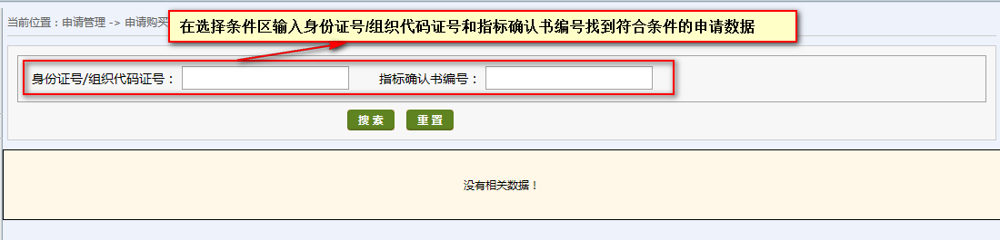 当前位置：申请管理 -> 申请购买
在选择条件区输入身份证号/组织代码证号和指标确认书编号找到符合条件的申请数据
身份证号/组织代码证号： 指标确认书编号：
搜 索 重 置
没有相关数据！